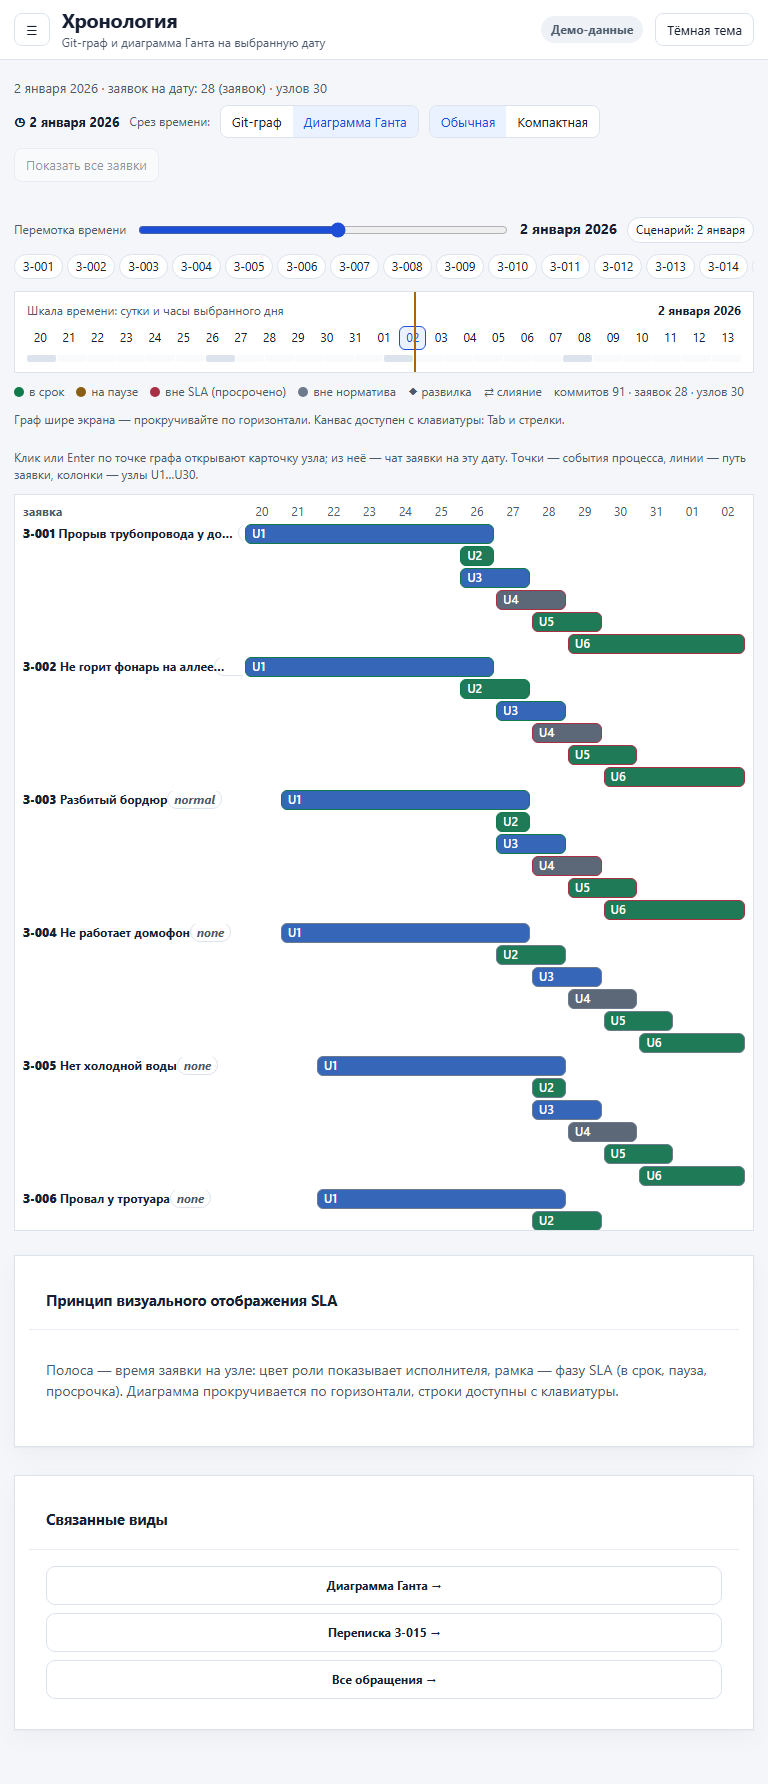 ☰ Хронология
Git-граф и диаграмма Ганта на выбранную дату
Демо-данные
Тёмная тема
2 января 2026 · заявок на дату: 28 (заявок) · узлов 30
◷ 2 января 2026 Срез времени: Git-граф Диаграмма Ганта Обычная Компактная
Показать все заявки
Перемотка времени 2 января 2026 Сценарий: 2 января
3-001 3-002 3-003 3-004 3-005 3-006 3-007 3-008 3-009 3-010 3-011 3-012 3-013 3-014
Шкала времени: сутки и часы выбранного дня 2 января 2026
20 21 22 23 24 25 26 27 28 29 30 31 01 02 03 04 05 06 07 08 09 10 11 12 13
в срок на паузе вне SLA (просрочено) вне норматива ◆ развилка ⇄ слияние коммитов 91 · заявок 28 · узлов 30
Граф шире экрана — прокручивайте по горизонтали. Канвас доступен с клавиатуры: Tab и стрелки.
Клик или Enter по точке графа открывают карточку узла; из неё — чат заявки на эту дату. Точки — события процесса, линии — путь
заявки, колонки — узлы U1…U30.
заявка 20 21 22 23 24 25 26 27 28 29 30 31 01 02
3-001 Прорыв трубопровода у до… U1
U2
U3
U4
U5
U6
3-002 Не горит фонарь на аллее… U1
U2
U3
U4
U5
U6
3-003 Разбитый бордюр normal U1
U2
U3
U4
U5
U6
3-004 Не работает домофон none U1
U2
U3
U4
U5
U6
3-005 Нет холодной воды none U1
U2
U3
U4
U5
U6
3-006 Провал у тротуара none U1
U2
Принцип визуального отображения SLA
Полоса — время заявки на узле: цвет роли показывает исполнителя, рамка — фазу SLA (в срок, пауза,
просрочка). Диаграмма прокручивается по горизонтали, строки доступны с клавиатуры.
Связанные виды
Диаграмма Ганта →
Переписка 3-015 →
Все обращения →